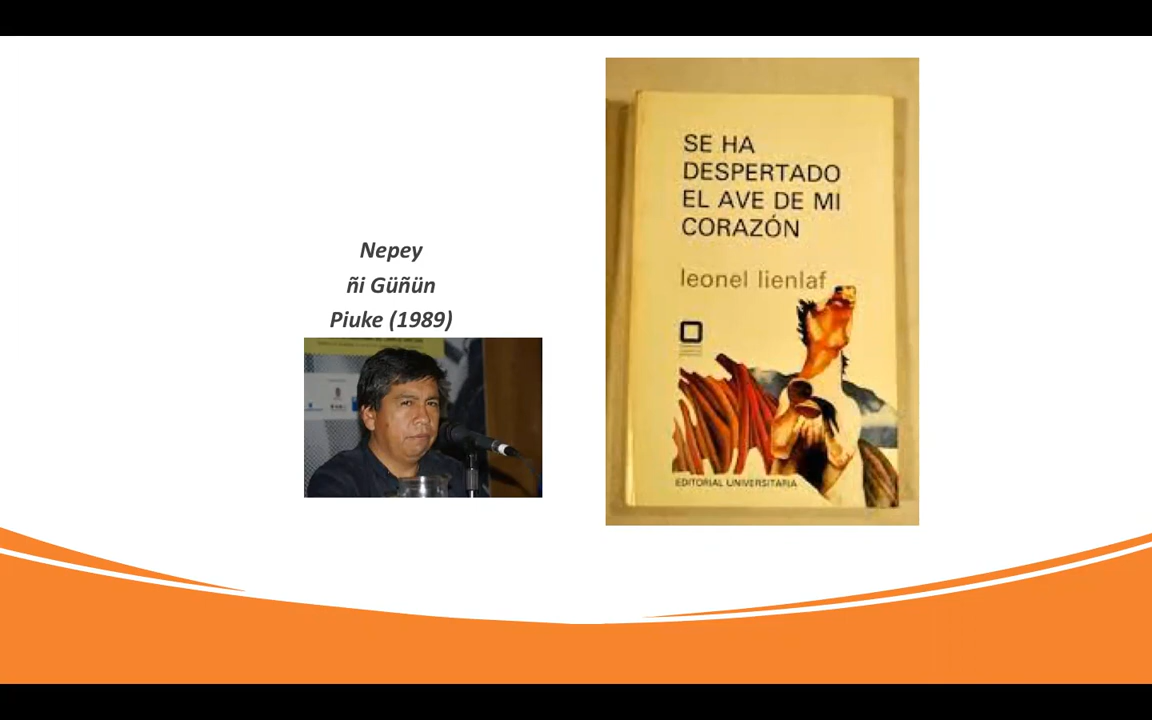 Nepey
ñi Güñün
Piuke (1989)
SE HA
DESPERTADO
EL AVE DE MI
CORAZÓN
leonel lienlaf
EDITORIAL UNIVERSITARIA